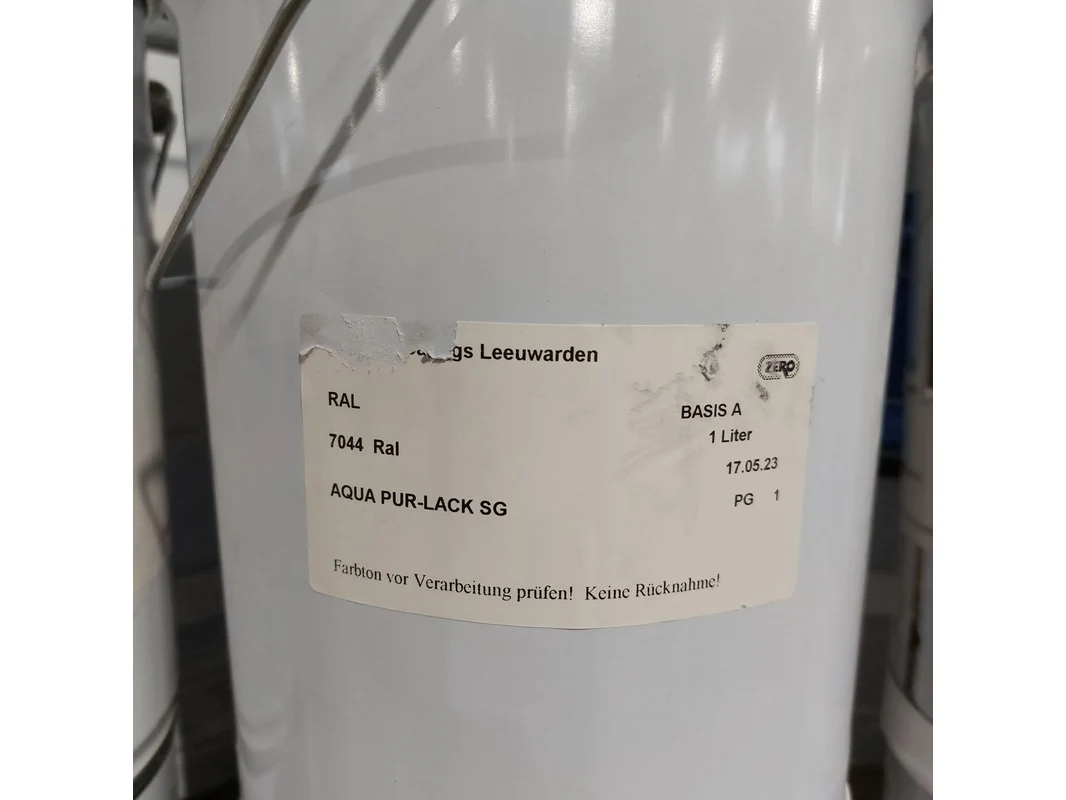 Leeuwarden
ZERO
RAL
BASIS A
1 Liter
7044 Ral
17.05.23
AQUA PUR-LACK SG
PG 1
Farbton vor Verarbeitung prüfen! Keine Rücknahme!